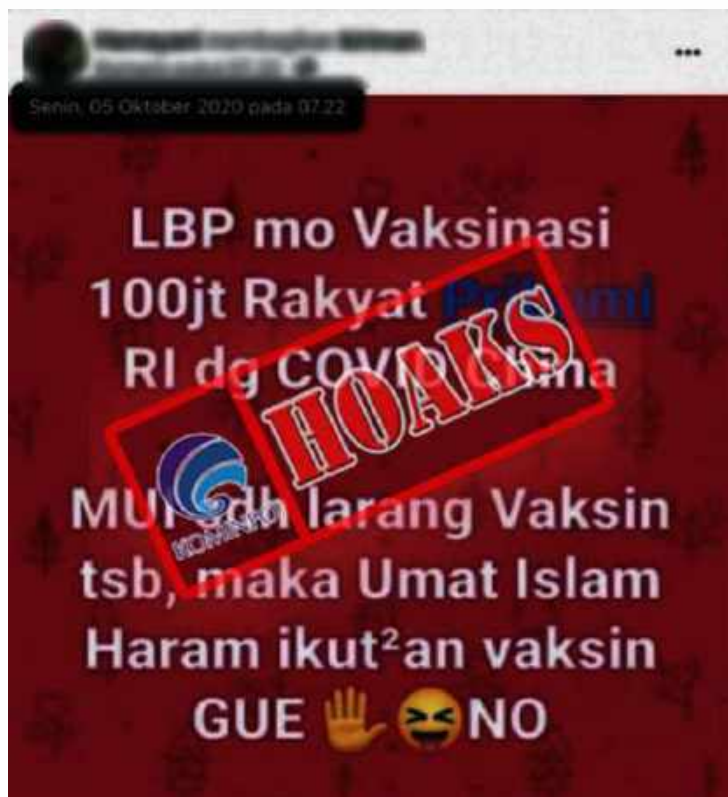 Senin, 05 Oktober 2020 pada 07.22
LBP mo Vaksinasi
100jt Rakyat Pribumi
RI dg COVID China
HOAKS
KOMINFO
MUI sdh larang Vaksin
tsb, maka Umat Islam
Haram ikut²an vaksin
GUE 🖐😆NO